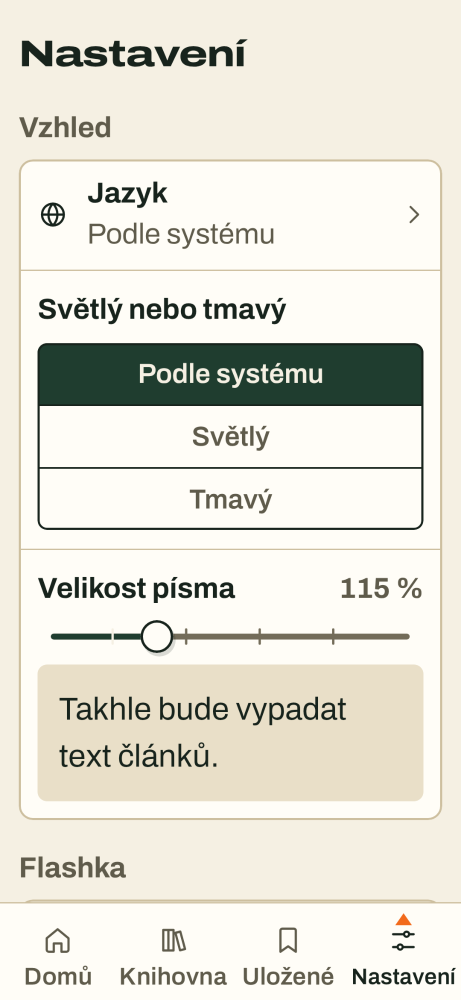 Nastavení
Vzhled
Jazyk
Podle systému
Světlý nebo tmavý
Podle systému
Světlý
Tmavý
Velikost písma 115 %
Takhle bude vypadat
text článků.
Flashka
Domů Knihovna Uložené Nastavení